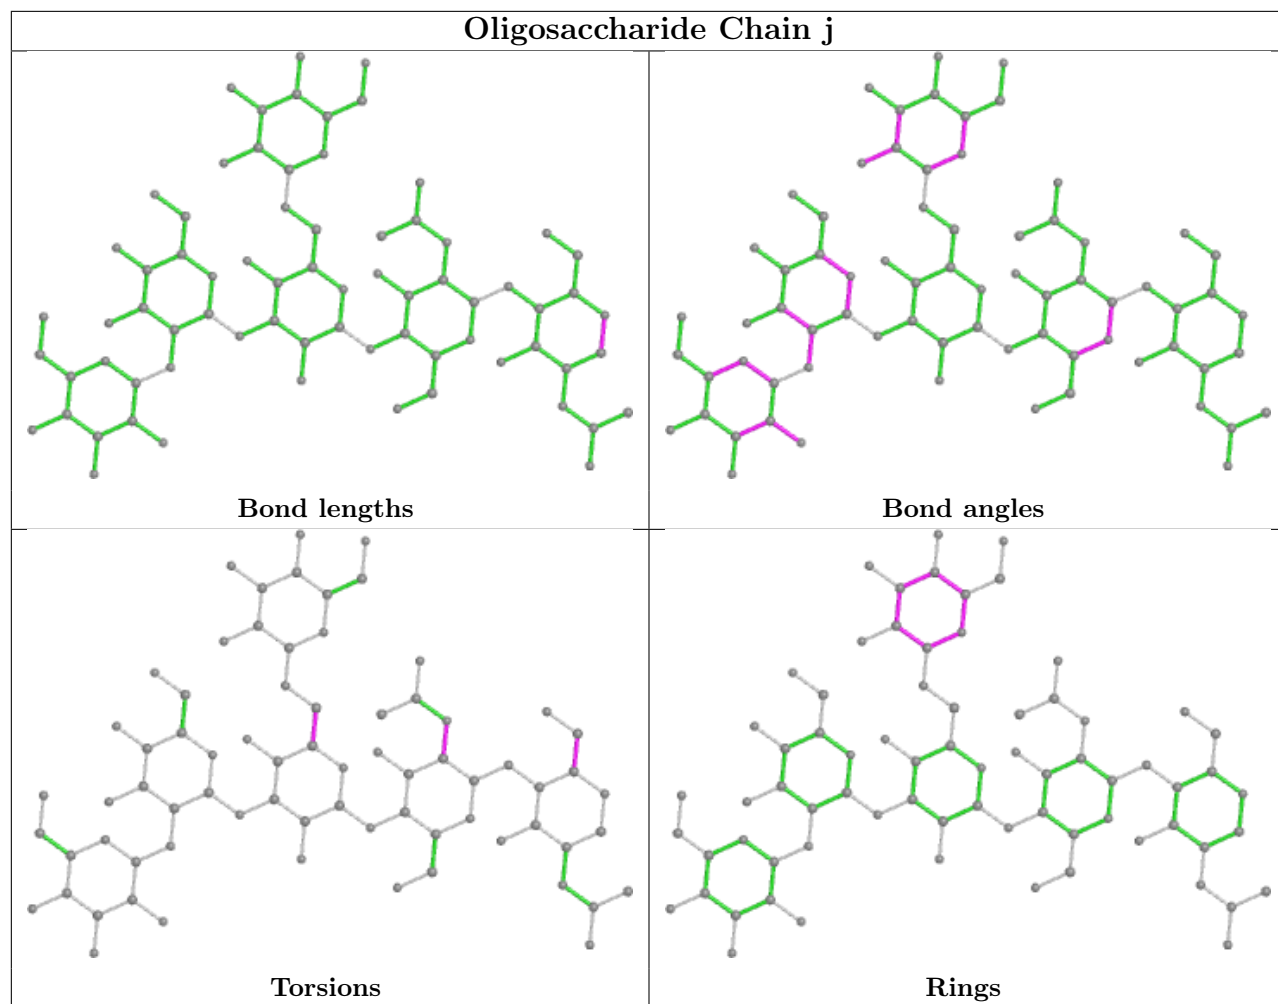 Oligosaccharide Chain j
Bond lengths
Bond angles
Torsions
Rings